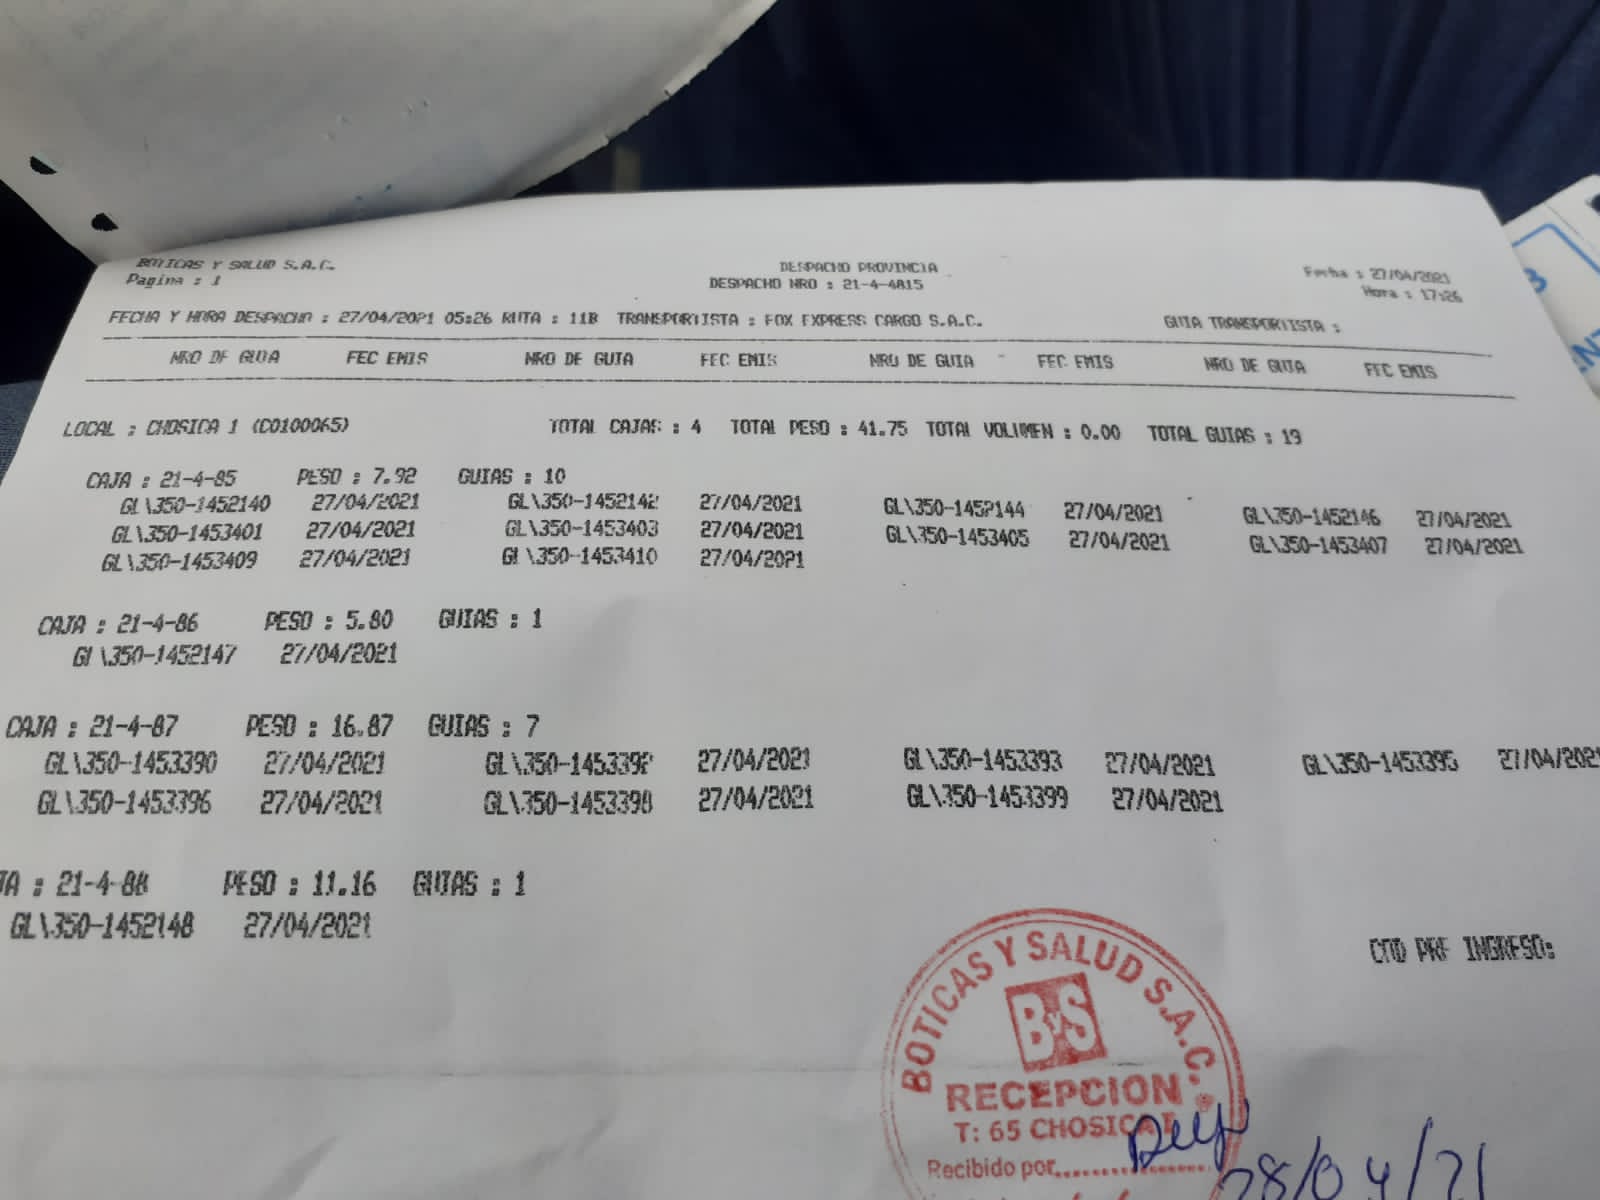 BOTICAS Y SALUD S.A.C. DESPACHO PROVINCIA Fecha : 27/04/2021
Pagina : 1 DESPACHO NRO : 21-4-4815 Hora : 17:26
FECHA Y HORA DESPACHO : 27/04/2021 05:26 RUTA : 11B TRANSPORTISTA : FOX EXPRESS CARGO S.A.C. GUIA TRANSPORTISTA :
NRO DE GUIA FEC EMIS NRO DE GUIA FEC EMIS NRO DE GUIA FEC EMIS NRO DE GUIA FEC EMIS
LOCAL : CHOSICA 1 (C0100065) TOTAL CAJAS : 4 TOTAL PESO : 41.75 TOTAL VOLUMEN : 0.00 TOTAL GUIAS : 19
CAJA : 21-4-85 PESO : 7.92 GUIAS : 10
GL\350-1452140 27/04/2021 GL\350-1452142 27/04/2021 GL\350-1452144 27/04/2021 GL\350-1452146 27/04/2021
GL\350-1453401 27/04/2021 GL\350-1453403 27/04/2021 GL\350-1453405 27/04/2021 GL\350-1453407 27/04/2021
GL\350-1453409 27/04/2021 GL\350-1453410 27/04/2021
CAJA : 21-4-86 PESO : 5.80 GUIAS : 1
GL\350-1452147 27/04/2021
CAJA : 21-4-87 PESO : 16.87 GUIAS : 7
GL\350-1453390 27/04/2021 GL\350-1453392 27/04/2021 GL\350-1453393 27/04/2021 GL\350-1453395 27/04/202
GL\350-1453396 27/04/2021 GL\350-1453398 27/04/2021 GL\350-1453399 27/04/2021
JA : 21-4-88 PESO : 11.16 GUIAS : 1
GL\350-1452148 27/04/2021
COD PRE INGRESO:
BOTICAS Y SALUD S.A.C.
ByS
RECEPCION
T: 65 CHOSICA I
Recibido por
28/04/21